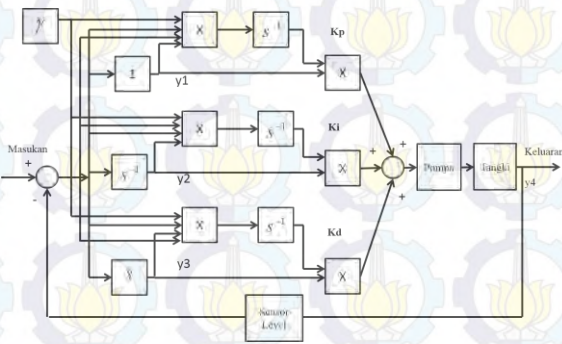 γ
X
s⁻¹
Kp
1
y1
X
X
s⁻¹
Ki
Masukan
+
-
s⁻¹
y2
X
+
+
+
Pompa
Tangki
Keluaran
y4
X
s⁻¹
Kd
s
y3
X
Sensor
Level